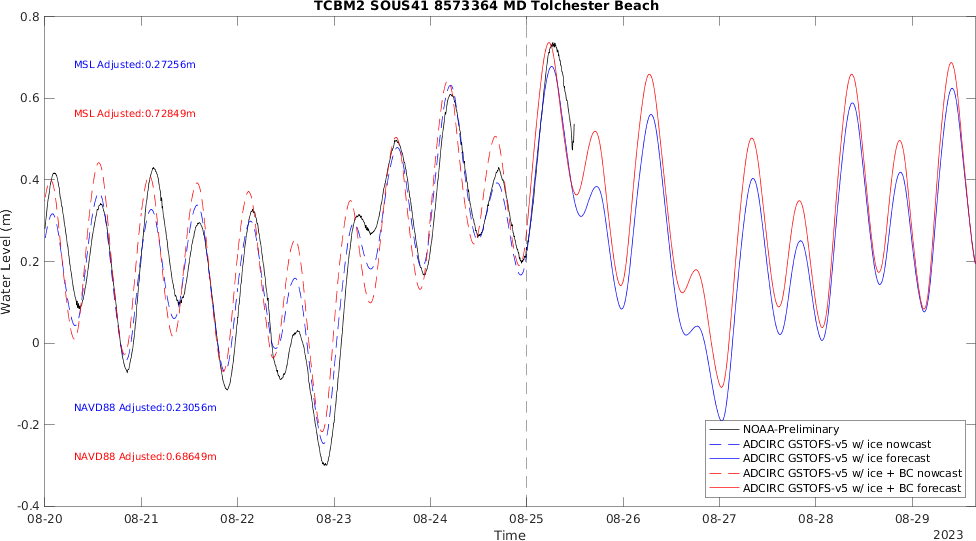 TCBM2 SOUS41 8573364 MD Tolchester Beach
0.8
0.6
0.4
0.2
0
-0.2
-0.4
Water Level (m)
MSL Adjusted:0.27256m
MSL Adjusted:0.72849m
NAVD88 Adjusted:0.23056m
NAVD88 Adjusted:0.68649m
NOAA-Preliminary
ADCIRC GSTOFS-v5 w/ ice nowcast
ADCIRC GSTOFS-v5 w/ ice forecast
ADCIRC GSTOFS-v5 w/ice + BC nowcast
ADCIRC GSTOFS-v5 w/ice + BC forecast
08-20 08-21 08-22 08-23 08-24 08-25 08-26 08-27 08-28 08-29
Time
2023